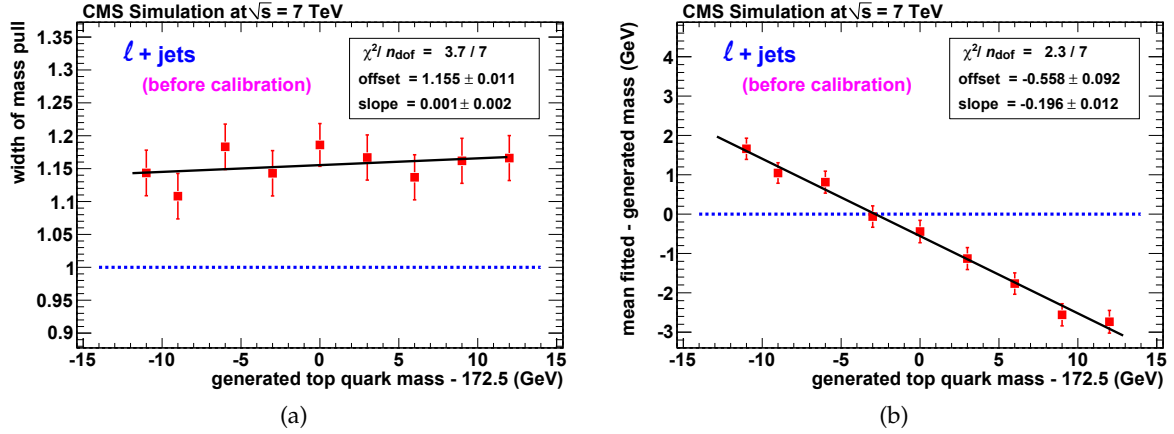 CMS Simulation at √s = 7 TeV
width of mass pull
1.35
1.3
1.25
1.2
1.15
1.1
1.05
1
0.95
0.9
ℓ + jets
(before calibration)
χ²/ n_dof = 3.7 / 7
offset = 1.155 ± 0.011
slope = 0.001 ± 0.002
-15 -10 -5 0 5 10 15
generated top quark mass - 172.5 (GeV)
(a)
CMS Simulation at √s = 7 TeV
mean fitted - generated mass (GeV)
4
3
2
1
0
-1
-2
-3
ℓ + jets
(before calibration)
χ²/ n_dof = 2.3 / 7
offset = -0.558 ± 0.092
slope = -0.196 ± 0.012
-15 -10 -5 0 5 10 15
generated top quark mass - 172.5 (GeV)
(b)